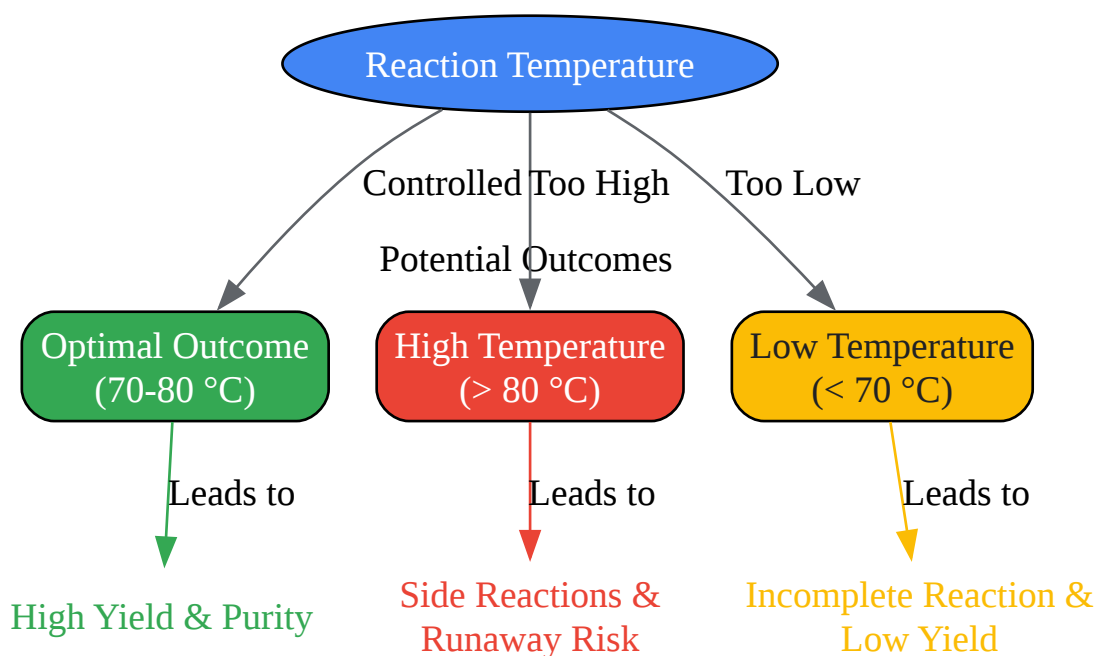 Reaction Temperature
Controlled
Too High
Too Low
Potential Outcomes
Optimal Outcome
(70-80 °C)
High Temperature
(> 80 °C)
Low Temperature
(< 70 °C)
Leads to
Leads to
Leads to
High Yield & Purity
Side Reactions &
Runaway Risk
Incomplete Reaction &
Low Yield